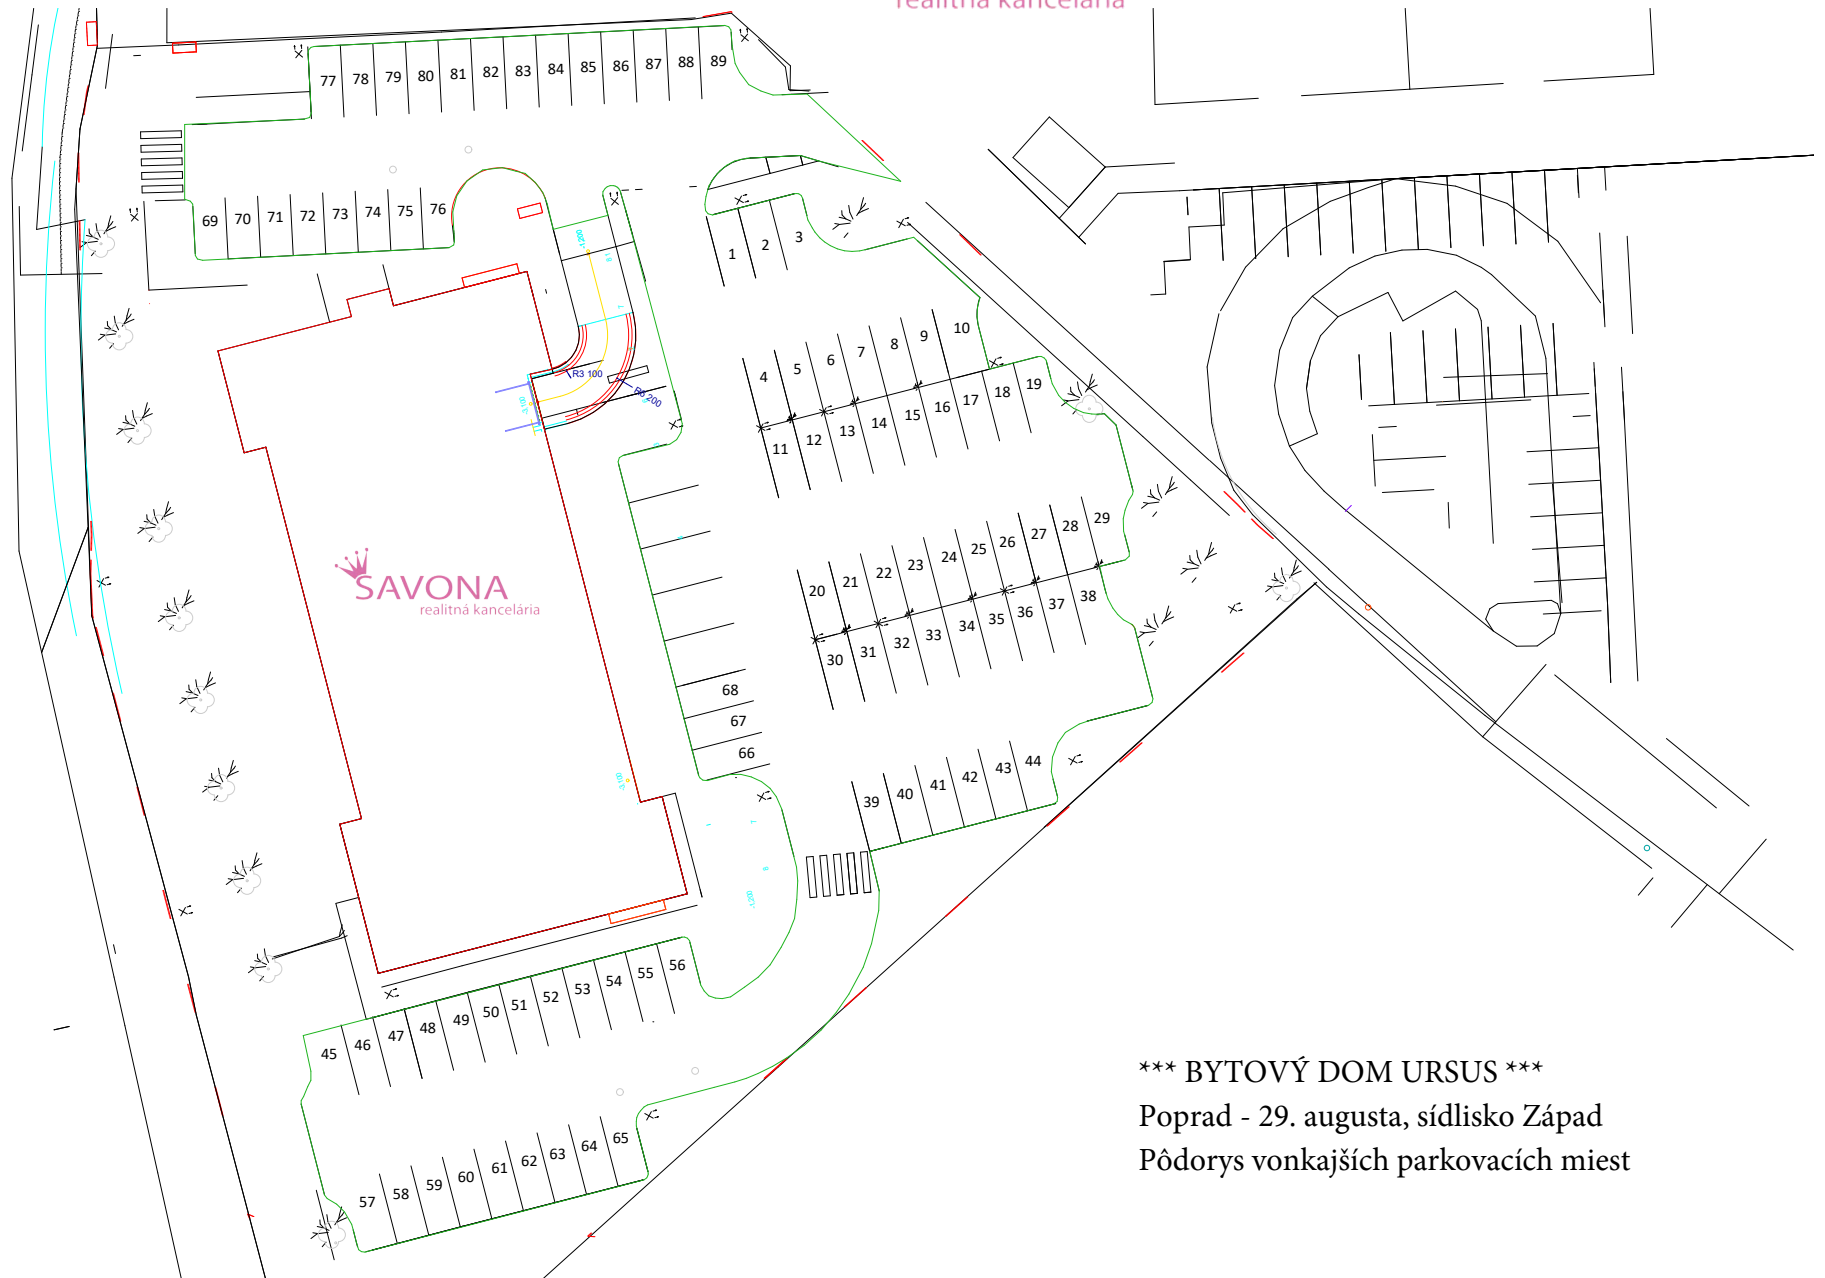 realitná kancelária
77 78 79 80 81 82 83 84 85 86 87 88 89
69 70 71 72 73 74 75 76
1 2 3
4 5 6 7 8 9 10
11 12 13 14 15 16 17 18 19
R3 100
20 21 22 23 24 25 26 27 28 29
30 31 32 33 34 35 36 37 38
SAVONA
realitná kancelária
68
67
66
39 40 41 42 43 44
45 46 47 48 49 50 51 52 53 54 55 56
57 58 59 60 61 62 63 64 65
*** BYTOVÝ DOM URSUS ***
Poprad - 29. augusta, sídlisko Západ
Pôdorys vonkajších parkovacích miest